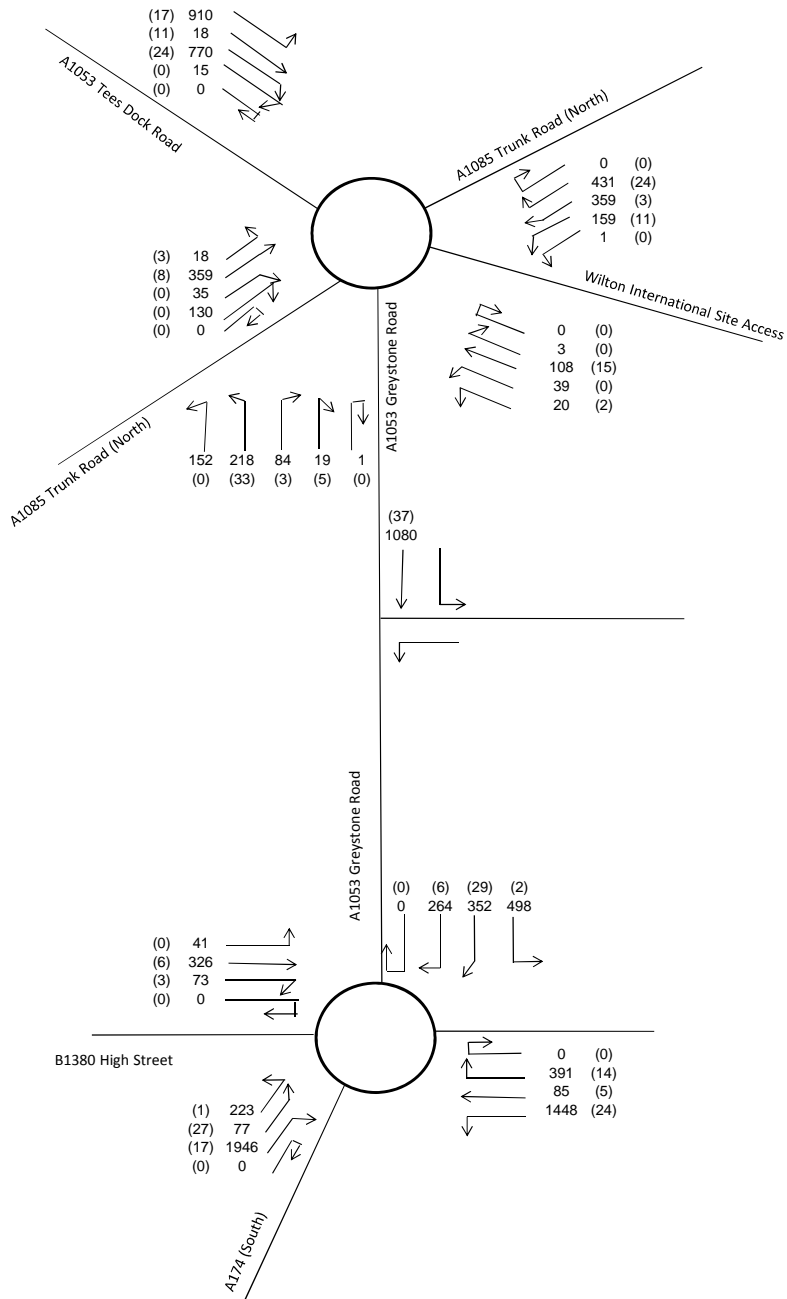 (17) 910
(11) 18
(24) 770
(0) 15
(0) 0
A1053 Tees Dock Road
A1085 Trunk Road (North)
0 (0)
431 (24)
359 (3)
159 (11)
1 (0)
(3) 18
(8) 359
(0) 35
(0) 130
(0) 0
Wilton International Site Access
0 (0)
3 (0)
108 (15)
39 (0)
20 (2)
A1053 Greystone Road
A1085 Trunk Road (North)
152 218 84 19 1
(0) (33) (3) (5) (0)
(37)
1080
A1053 Greystone Road
(0) (6) (29) (2)
0 264 352 498
(0) 41
(6) 326
(3) 73
(0) 0
B1380 High Street
0 (0)
391 (14)
85 (5)
1448 (24)
(1) 223
(27) 77
(17) 1946
(0) 0
A174 (South)